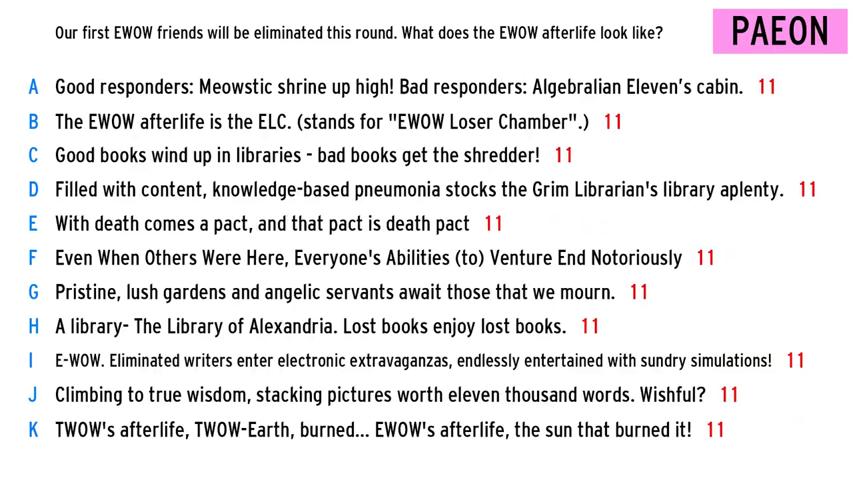 Our first EWOW friends will be eliminated this round. What does the EWOW afterlife look like?
PAEON
A Good responders: Meowstic shrine up high! Bad responders: Algebralian Eleven's cabin. 11
B The EWOW afterlife is the ELC. (stands for "EWOW Loser Chamber".) 11
C Good books wind up in libraries - bad books get the shredder! 11
D Filled with content, knowledge-based pneumonia stocks the Grim Librarian's library aplenty. 11
E With death comes a pact, and that pact is death pact 11
F Even When Others Were Here, Everyone's Abilities (to) Venture End Notoriously 11
G Pristine, lush gardens and angelic servants await those that we mourn. 11
H A library- The Library of Alexandria. Lost books enjoy lost books. 11
I E-WOW. Eliminated writers enter electronic extravaganzas, endlessly entertained with sundry simulations! 11
J Climbing to true wisdom, stacking pictures worth eleven thousand words. Wishful? 11
K TWOW's afterlife, TWOW-Earth, burned... EWOW's afterlife, the sun that burned it! 11